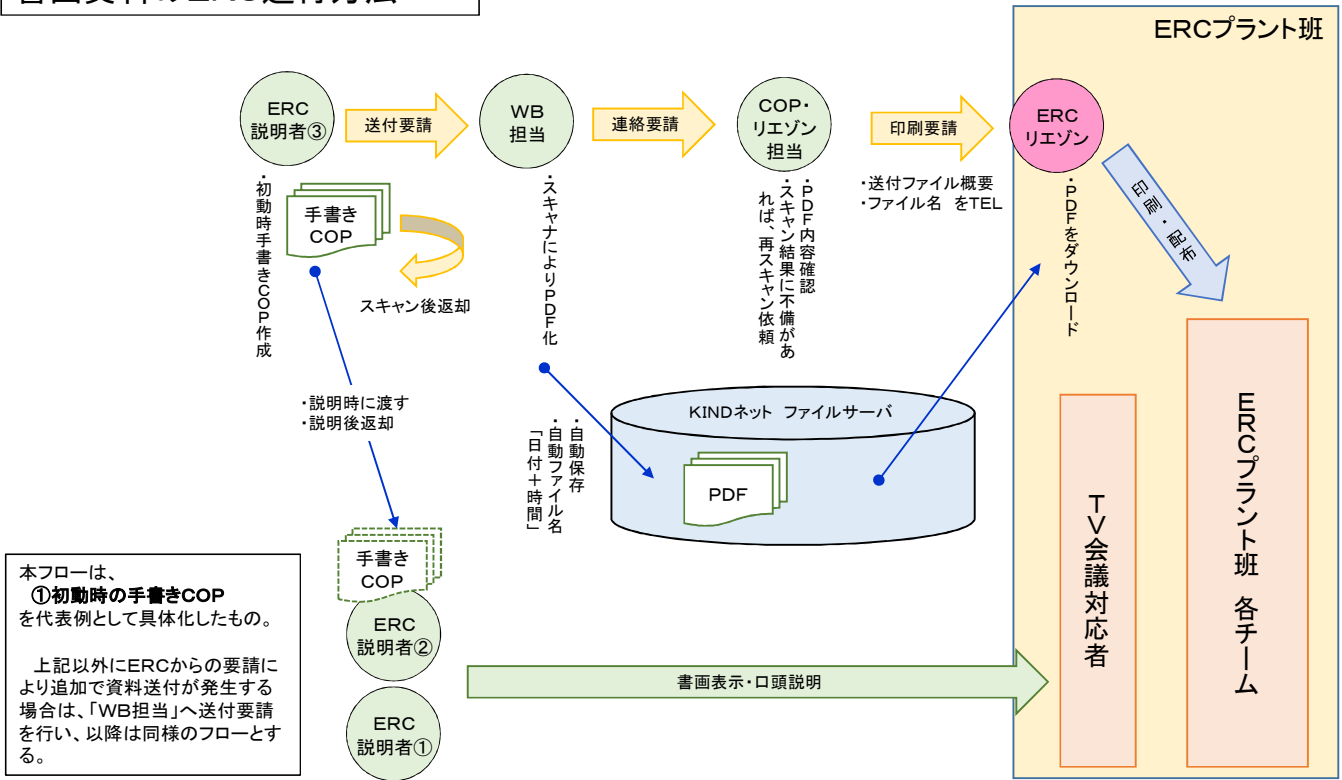 書画資料のERC送付方法
ERCプラント班
ERC
説明者③
送付要請
WB
担当
連絡要請
COP・
リエゾン
担当
印刷要請
ERC
リエゾン
・初動時手書きCOP作成
手書き
COP
スキャン後返却
・スキャナによりPDF化
・PDF内容確認
・スキャン結果に不備があ
れば、再スキャン依頼
・送付ファイル概要
・ファイル名 をTEL
・PDFをダウンロード
印刷・配布
・説明時に渡す
・説明後返却
・自動保存
・自動ファイル名
「日付+時間」
KINDネット ファイルサーバ
PDF
手書き
COP
ERC
説明者②
ERC
説明者①
書画表示・口頭説明
TV会議対応者
ERCプラント班 各チーム
本フローは、
①初動時の手書きCOP
を代表例として具体化したもの。
上記以外にERCからの要請に
より追加で資料送付が発生する
場合は、「WB担当」へ送付要請
を行い、以降は同様のフローとす
る。